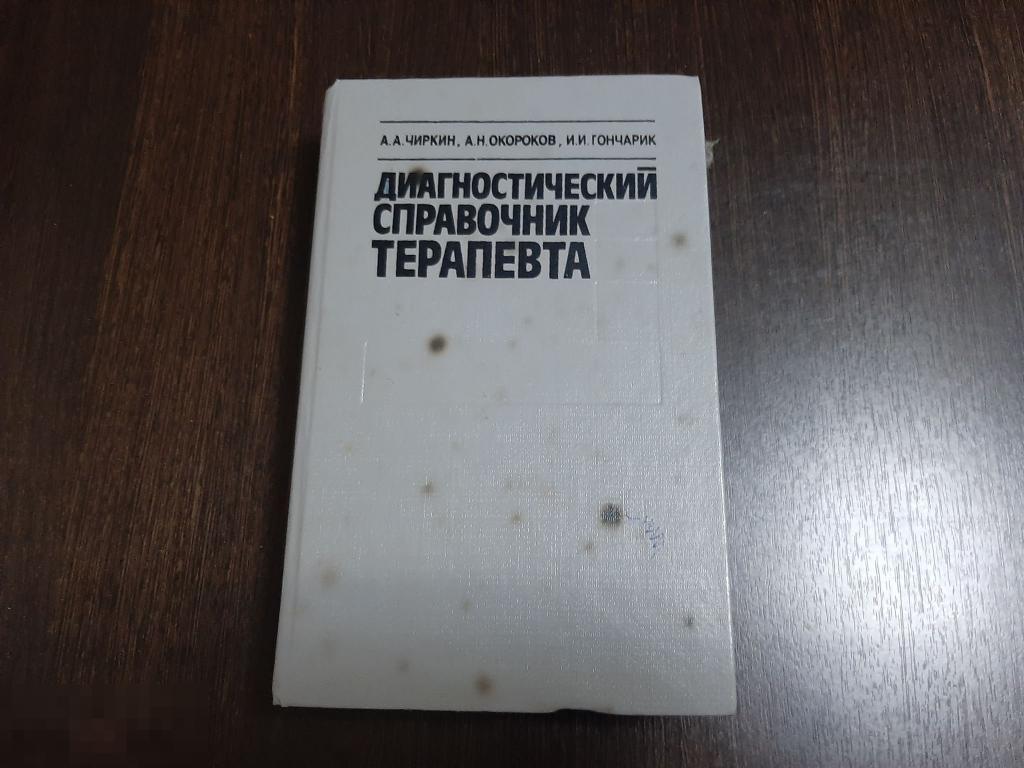 А.А.ЧИРКИН, А.Н.ОКОРОКОВ, И.И.ГОНЧАРИК
ДИАГНОСТИЧЕСКИЙ
СПРАВОЧНИК
ТЕРАПЕВТА